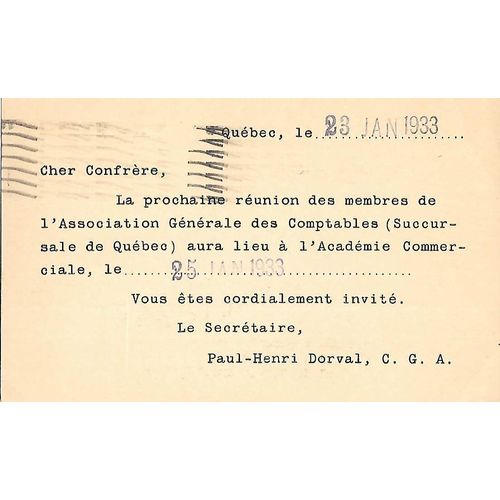 Québec, le 23 JAN 1933
Cher Confrère,
La prochaine réunion des membres de
l'Association Générale des Comptables (Succur-
sale de Québec) aura lieu à l'Académie Commer-
ciale, le 25 JAN 1933
Vous êtes cordialement invité.
Le Secrétaire,
Paul-Henri Dorval, C. G. A.